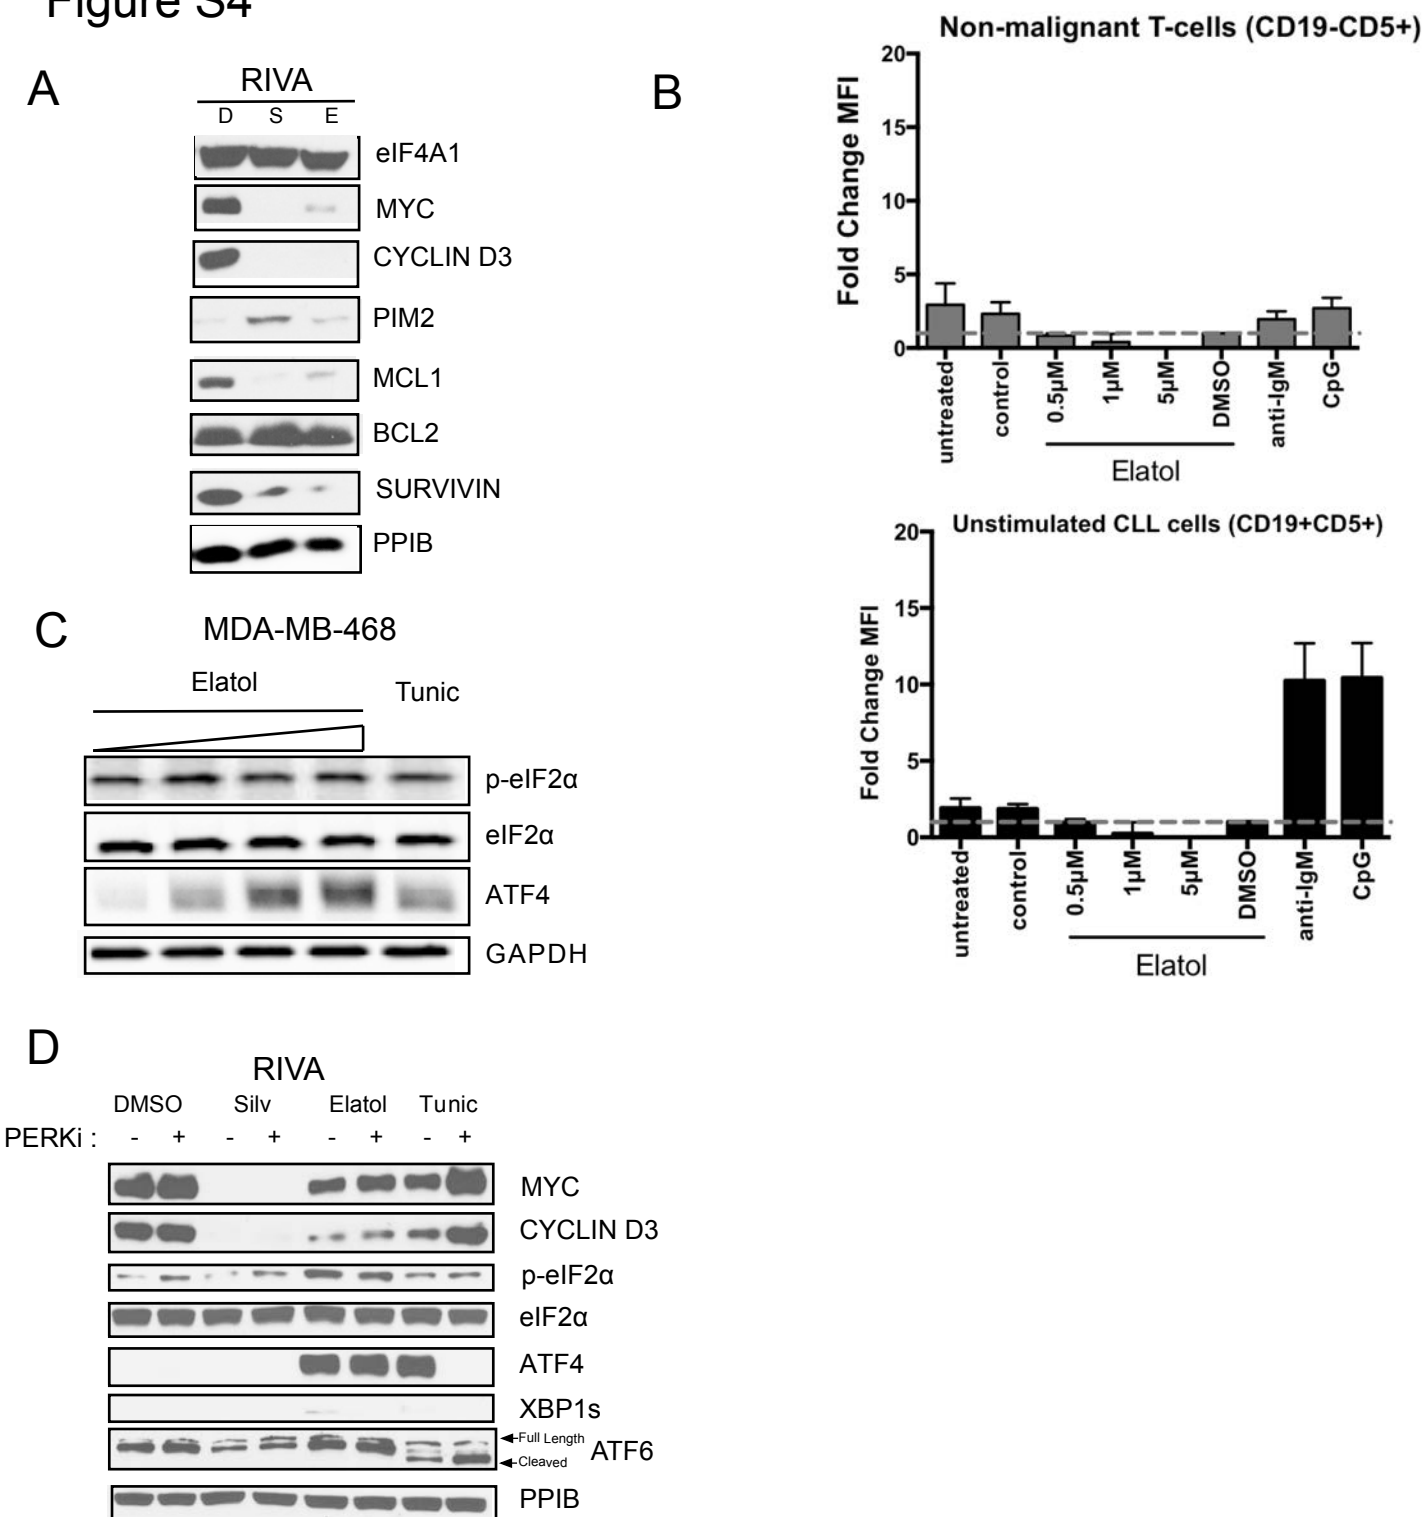 Figure S4
A
RIVA
D S E
eIF4A1
MYC
CYCLIN D3
PIM2
MCL1
BCL2
SURVIVIN
PPIB
B
Non-malignant T-cells (CD19-CD5+)
Fold Change MFI
20
15
10
5
0
untreated
control
0.5μM
1μM
5μM
DMSO
anti-IgM
CpG
Elatol
Unstimulated CLL cells (CD19+CD5+)
Fold Change MFI
20
15
10
5
0
untreated
control
0.5μM
1μM
5μM
DMSO
anti-IgM
CpG
Elatol
C
MDA-MB-468
Elatol Tunic
p-eIF2α
eIF2α
ATF4
GAPDH
D
RIVA
DMSO Silv Elatol Tunic
PERKi : - + - + - + - +
MYC
CYCLIN D3
p-eIF2α
eIF2α
ATF4
XBP1s
Full Length
ATF6
Cleaved
PPIB